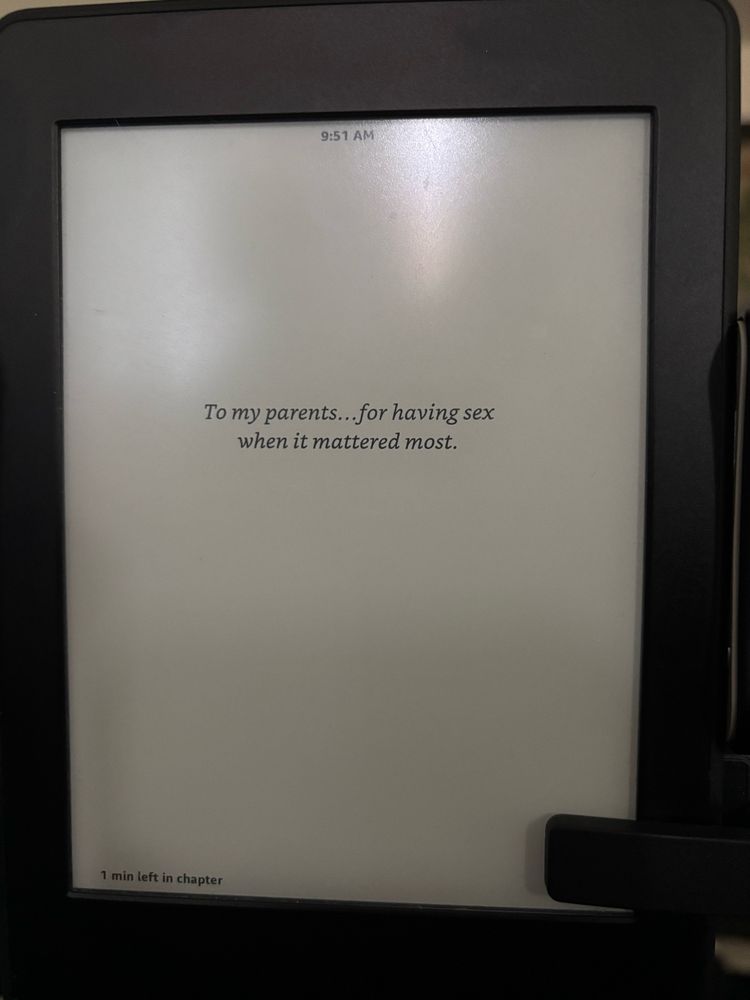 9:51 AM
To my parents...for having sex
when it mattered most.
1 min left in chapter